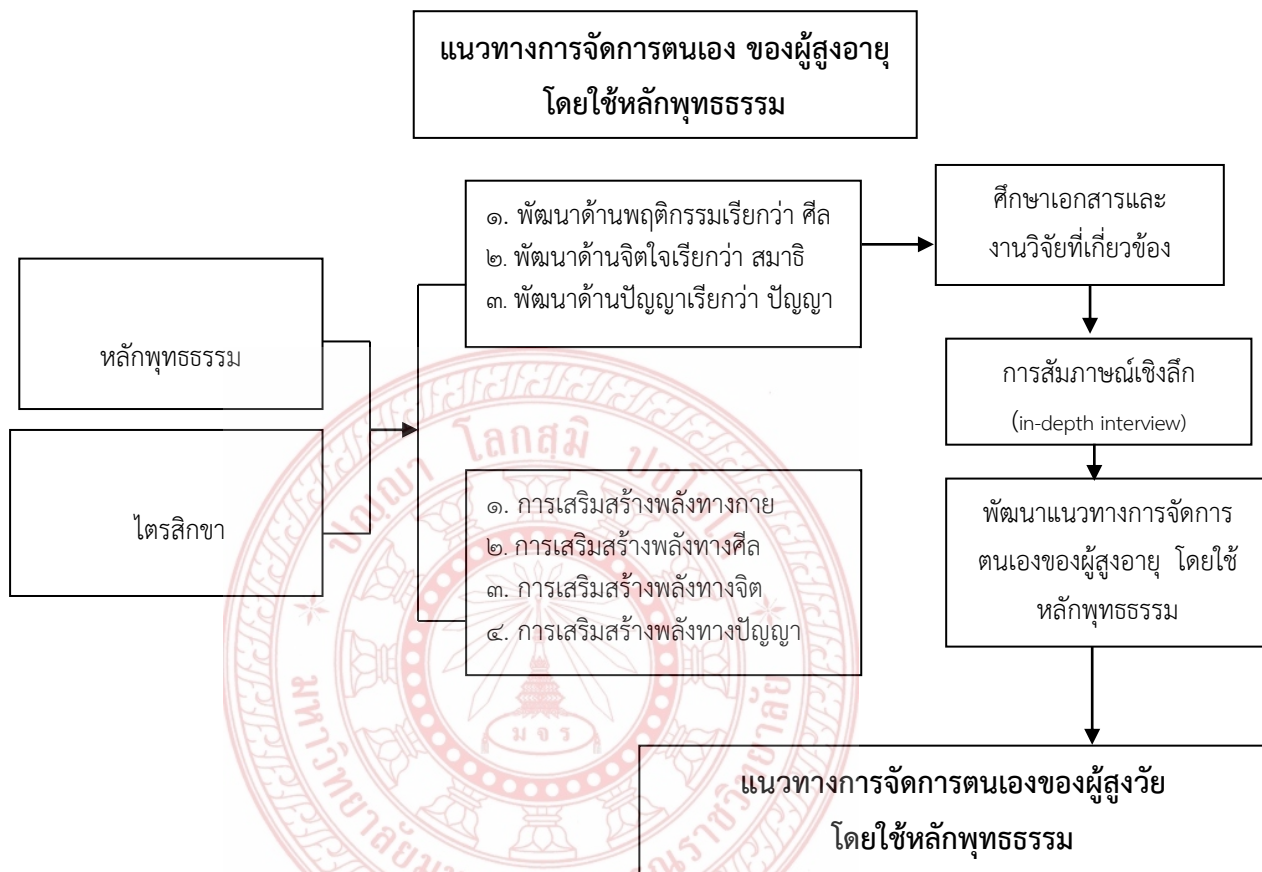 แนวทางการจัดการตนเอง ของผู้สูงอายุ
โดยใช้หลักพุทธธรรม
หลักพุทธธรรม
ไตรสิกขา
๑. พัฒนาด้านพฤติกรรมเรียกว่า ศีล
๒. พัฒนาด้านจิตใจเรียกว่า สมาธิ
๓. พัฒนาด้านปัญญาเรียกว่า ปัญญา
๑. การเสริมสร้างพลังทางกาย
๒. การเสริมสร้างพลังทางศีล
๓. การเสริมสร้างพลังทางจิต
๔. การเสริมสร้างพลังทางปัญญา
ศึกษาเอกสารและ
งานวิจัยที่เกี่ยวข้อง
การสัมภาษณ์เชิงลึก
(in-depth interview)
พัฒนาแนวทางการจัดการ
ตนเองของผู้สูงอายุ โดยใช้
หลักพุทธธรรม
แนวทางการจัดการตนเองของผู้สูงวัย
โดยใช้หลักพุทธธรรม
ปญฺญา โลกสฺมิ ปชฺโชโต
ม จ ร